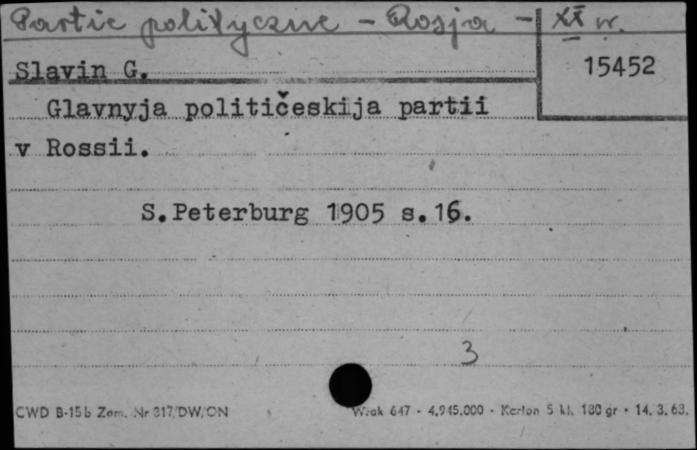 Partie polityczne - Rosja - XX w.
Slavin G.
15452
Glavnyja političeskija partii
v Rossii.
S.Peterburg 1905 s.16.
3
CWD B-15b Zam. Nr 317/DW/ON
Wzak 647 - 4.945.000 - Karton 5 kl. 180 gr - 14. 3. 63.